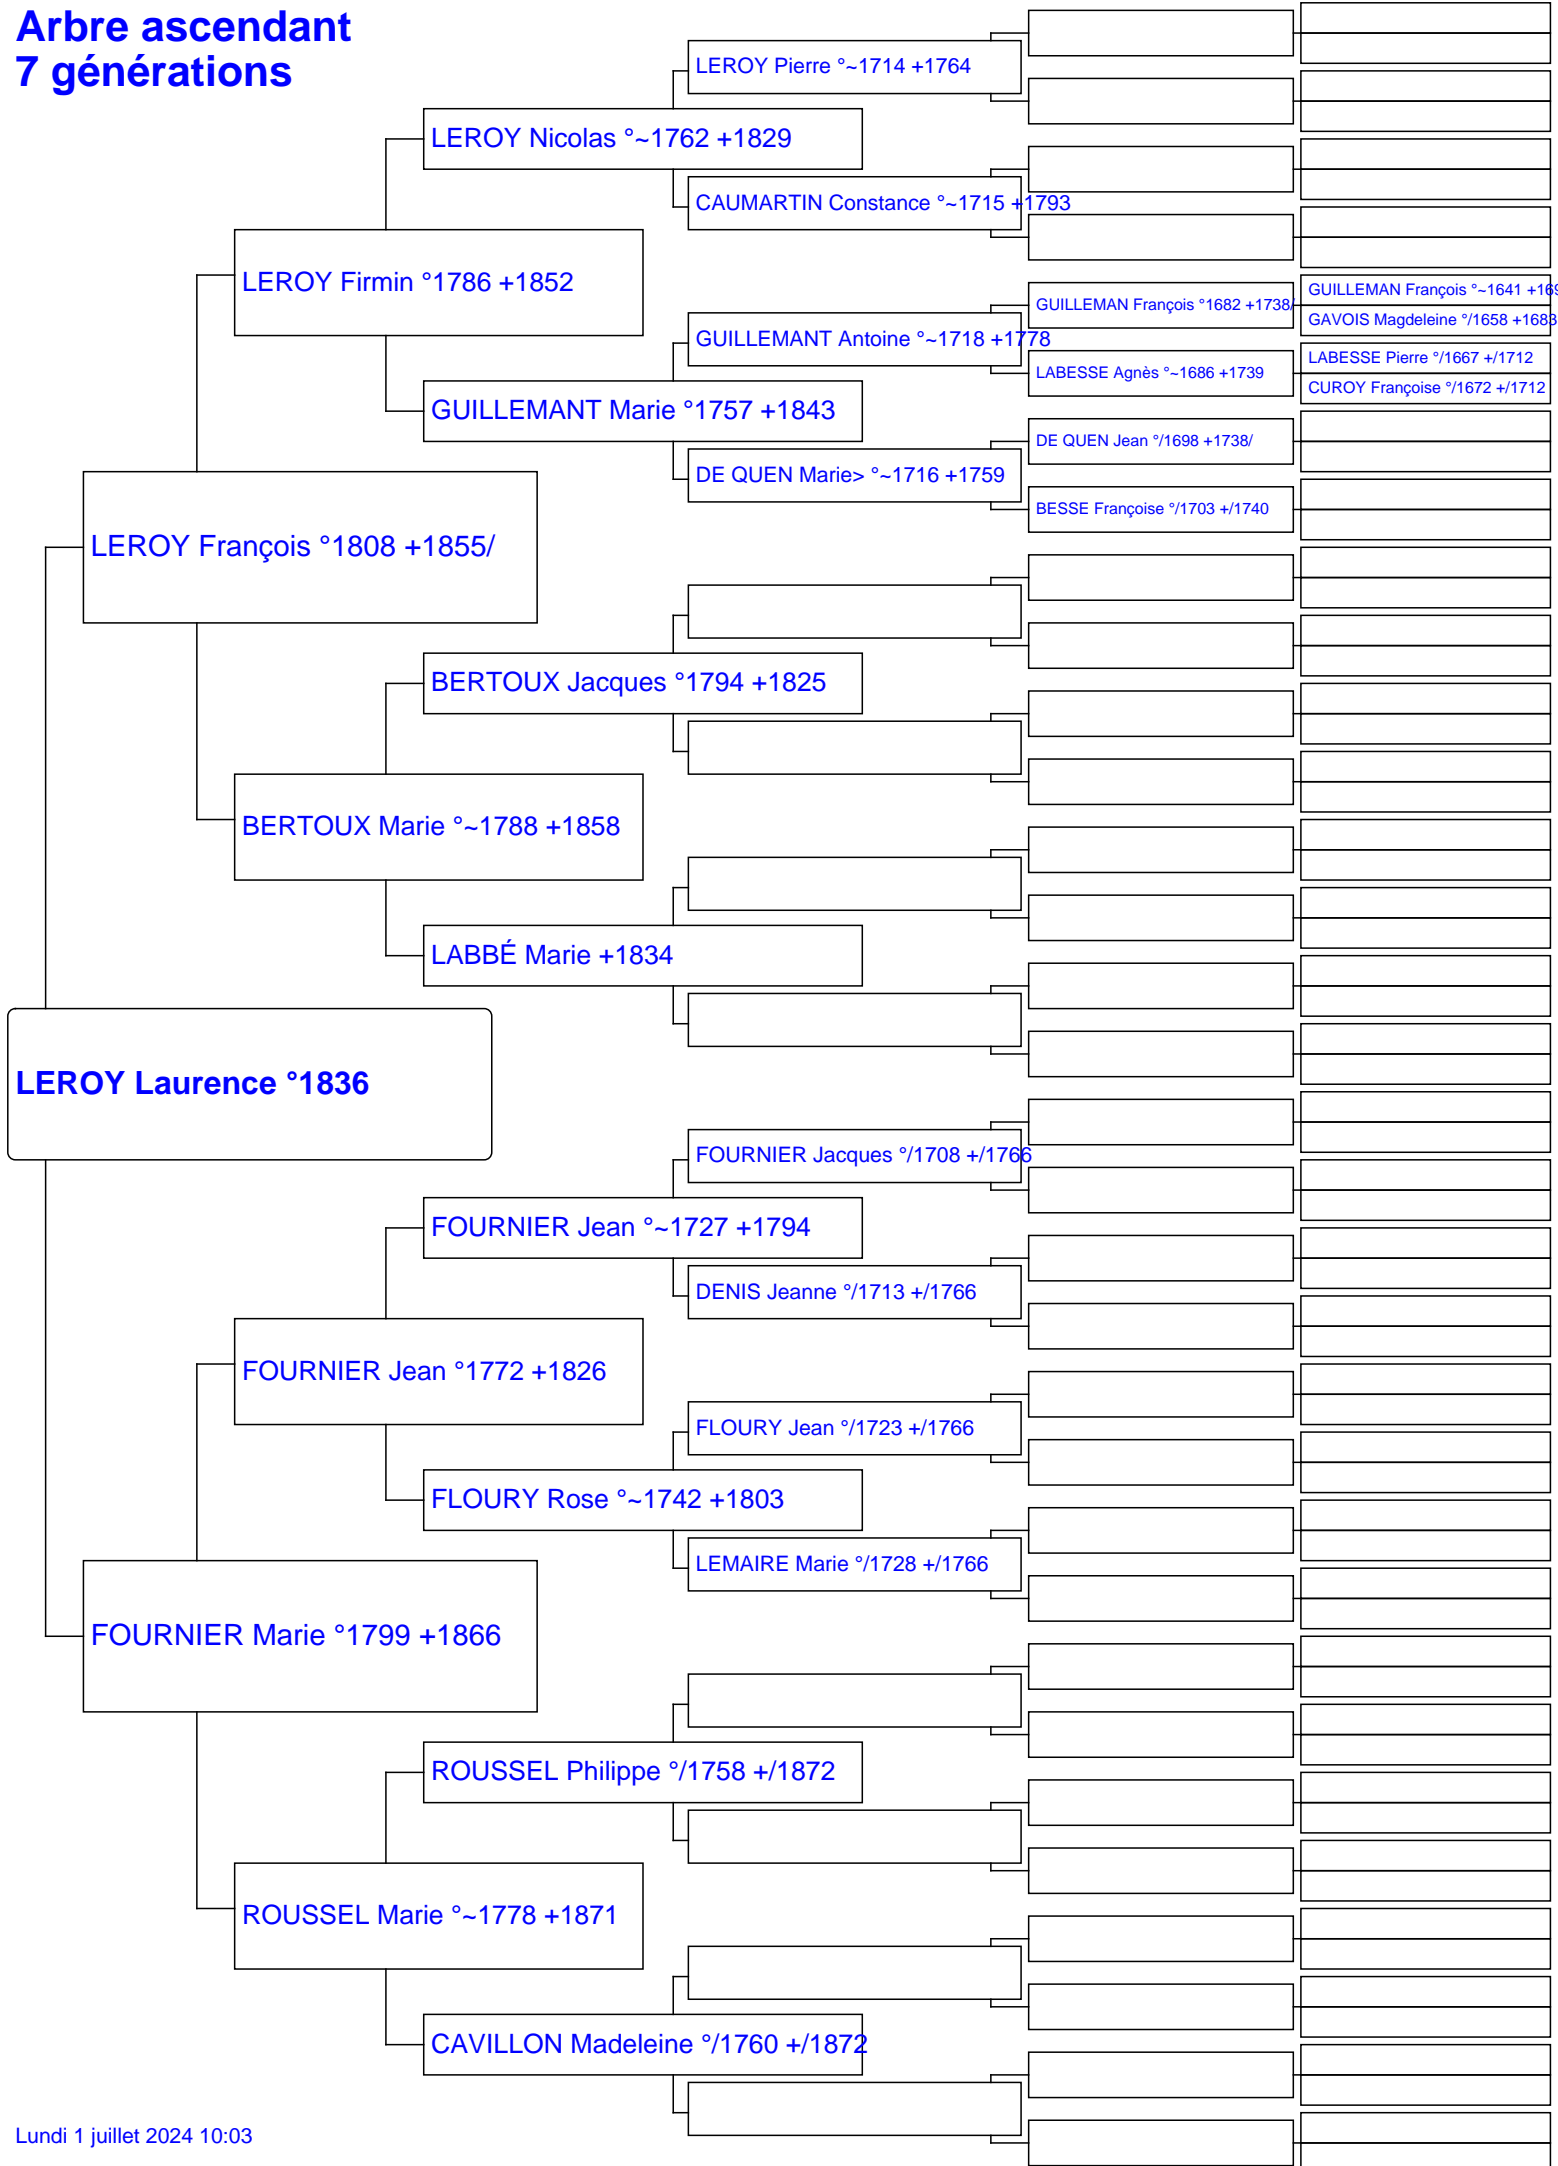 Arbre ascendant
7 générations
LEROY Pierre °~1714 +1764
LEROY Nicolas °~1762 +1829
CAUMARTIN Constance °~1715 +1793
LEROY Firmin °1786 +1852
GUILLEMAN François °~1641 +169
GUILLEMAN François °1682 +1738/
GAVOIS Magdeleine °/1658 +1683
GUILLEMANT Antoine °~1718 +1778
LABESSE Pierre °/1667 +/1712
LABESSE Agnès °~1686 +1739
CUROY Françoise °/1672 +/1712
GUILLEMANT Marie °1757 +1843
DE QUEN Jean °/1698 +1738/
DE QUEN Marie> °~1716 +1759
BESSE Françoise °/1703 +/1740
LEROY François °1808 +1855/
BERTOUX Jacques °1794 +1825
BERTOUX Marie °~1788 +1858
LABBÉ Marie +1834
LEROY Laurence °1836
FOURNIER Jacques °/1708 +/1766
FOURNIER Jean °~1727 +1794
DENIS Jeanne °/1713 +/1766
FOURNIER Jean °1772 +1826
FLOURY Jean °/1723 +/1766
FLOURY Rose °~1742 +1803
LEMAIRE Marie °/1728 +/1766
FOURNIER Marie °1799 +1866
ROUSSEL Philippe °/1758 +/1872
ROUSSEL Marie °~1778 +1871
CAVILLON Madeleine °/1760 +/1872
Lundi 1 juillet 2024 10:03